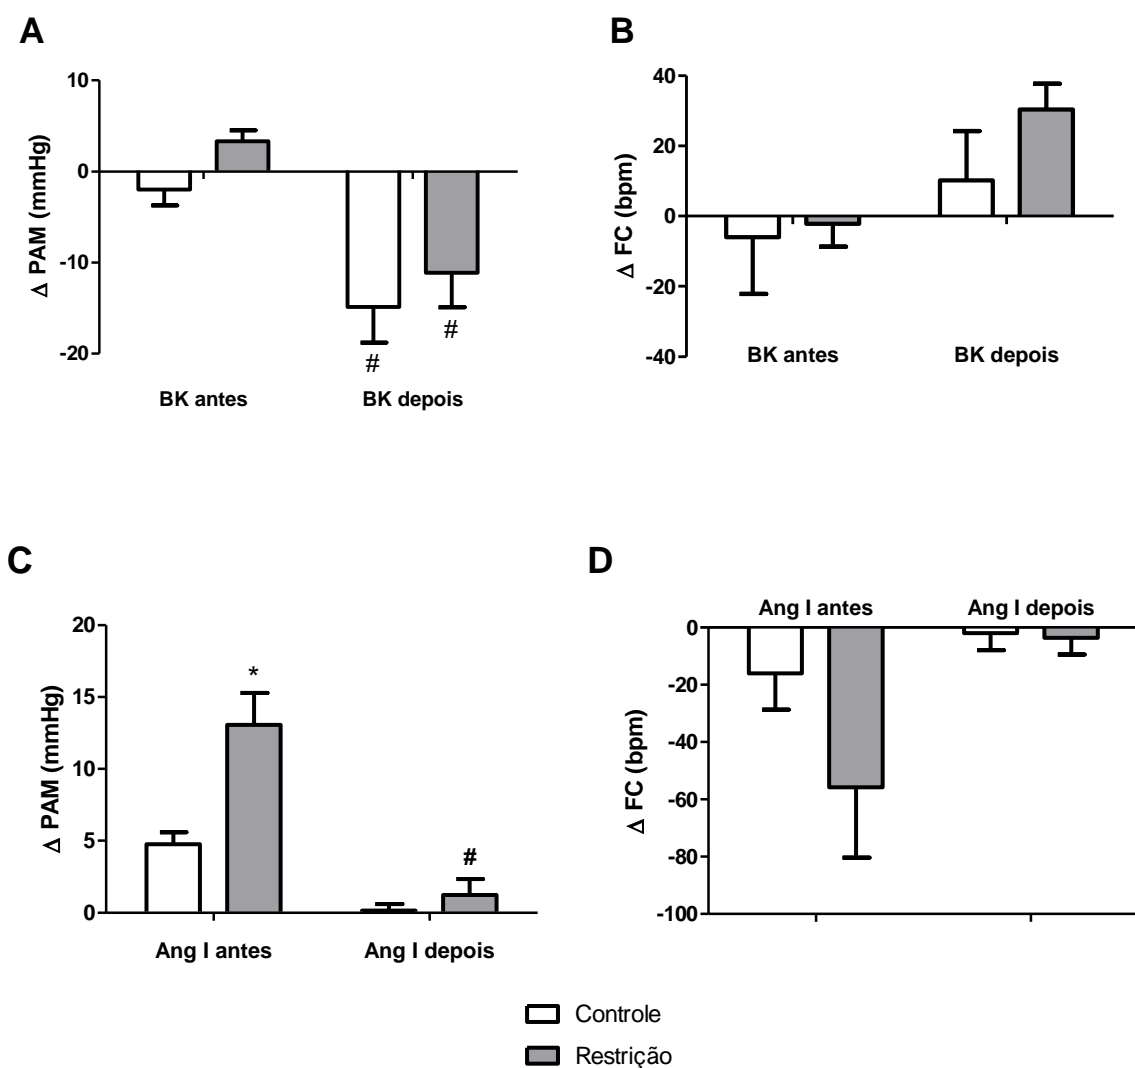 A
10
0
-10
-20
Δ PAM (mmHg)
#
#
BK antes
BK depois
B
40
20
0
-20
-40
Δ FC (bpm)
BK antes
BK depois
C
20
15
10
5
0
Δ PAM (mmHg)
*
#
Ang I antes
Ang I depois
D
Ang I antes
Ang I depois
0
-20
-40
-60
-80
-100
Δ FC (bpm)
Controle
Restrição